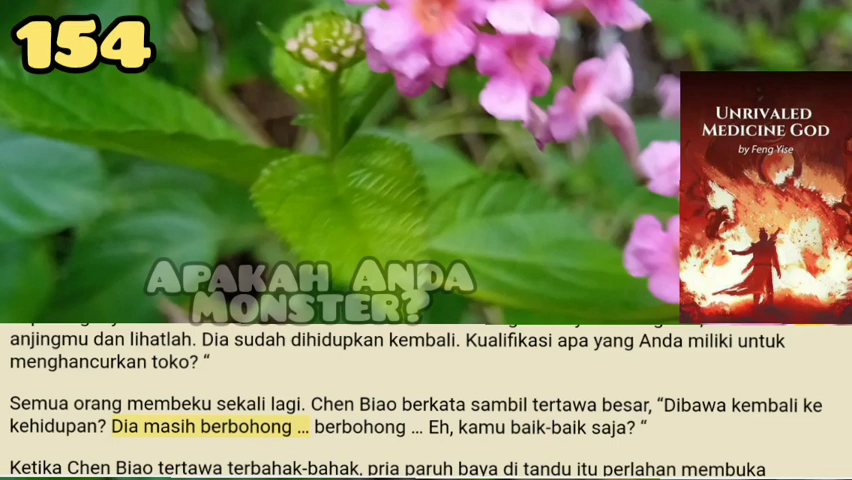 154
UNRIVALED
MEDICINE GOD
by Feng Yise
APAKAH ANDA
MONSTER?
anjingmu dan lihatlah. Dia sudah dihidupkan kembali. Kualifikasi apa yang Anda miliki untuk
menghancurkan toko? “
Semua orang membeku sekali lagi. Chen Biao berkata sambil tertawa besar, “Dibawa kembali ke
kehidupan? Dia masih berbohong ... berbohong ... Eh, kamu baik-baik saja? “
Ketika Chen Biao tertawa terbahak-bahak, pria paruh baya di tandu itu perlahan membuka